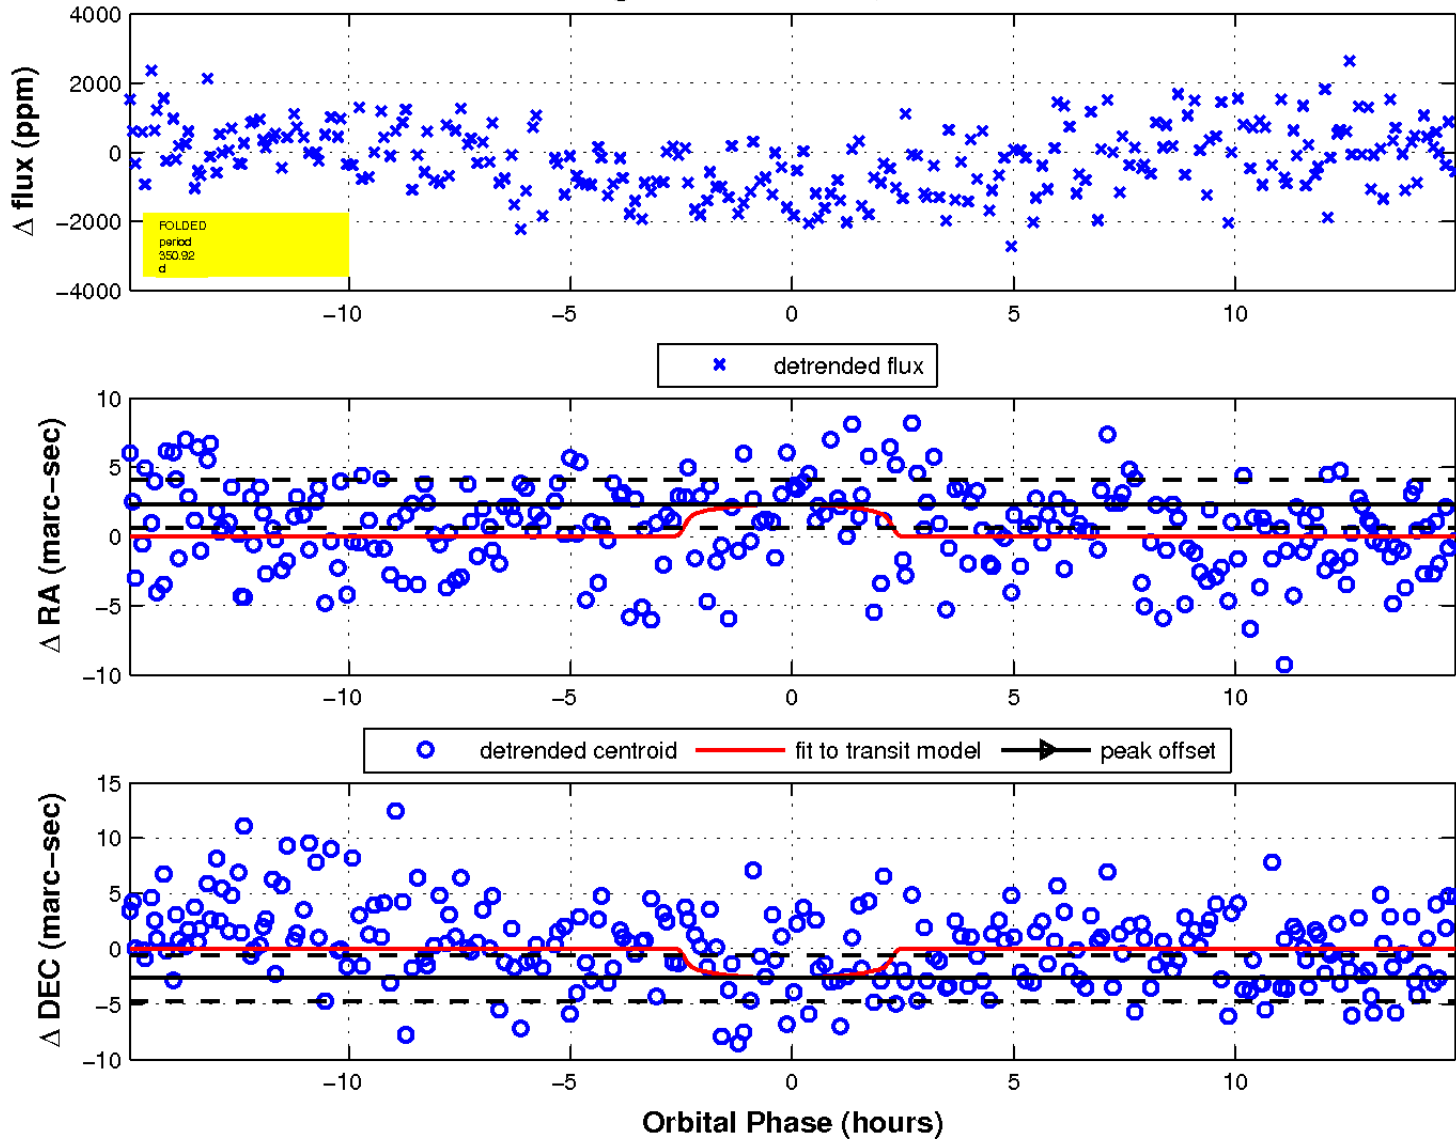 4000
2000
0
−2000
−4000
Δ flux (ppm)
FOLDED
period
350.92
d
−10
−5
0
5
10
detrended flux
10
5
0
−5
−10
Δ RA (marc−sec)
−10
−5
0
5
10
detrended centroid
fit to transit model
peak offset
15
10
5
0
−5
−10
Δ DEC (marc−sec)
−10
−5
0
5
10
Orbital Phase (hours)